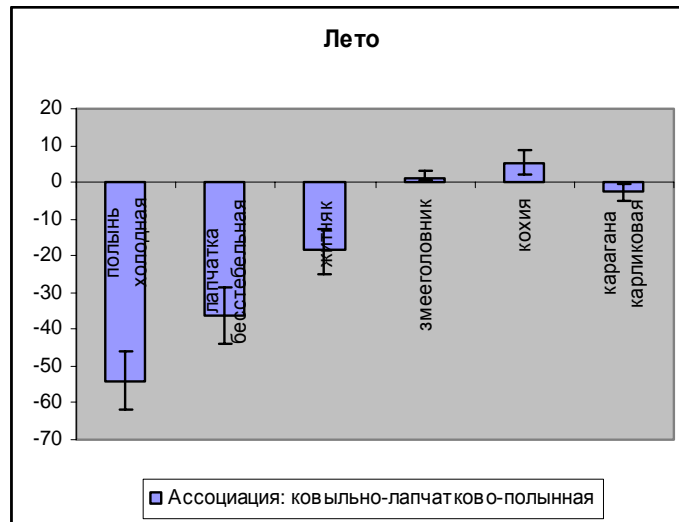 Лето
20
10
0
-10
-20
-30
-40
-50
-60
-70
полынь
холодная
лапчатка
бесстебельная
житняк
змееголовник
кохия
карагана
карликовая
Ассоциация: ковыльно-лапчатково-полынная